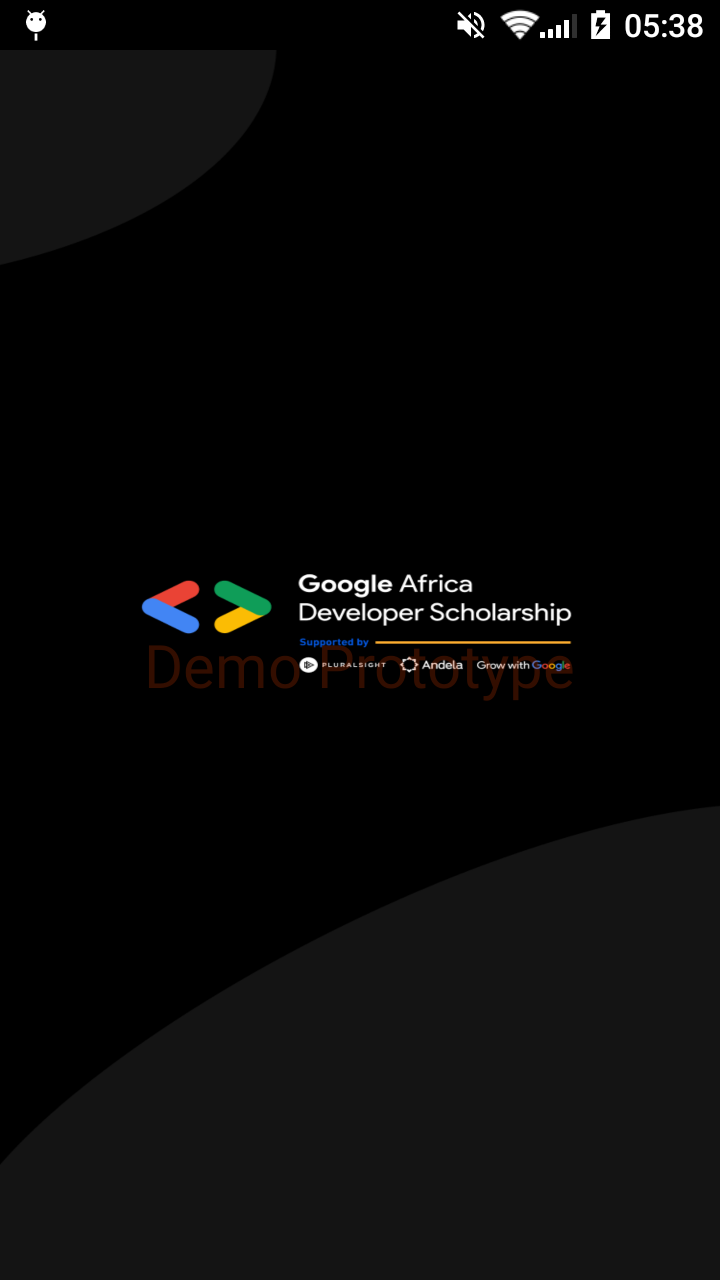 05:38
Google Africa
Developer Scholarship
Supported by
PLURALSIGHT Andela Grow with Google
Demo Prototype